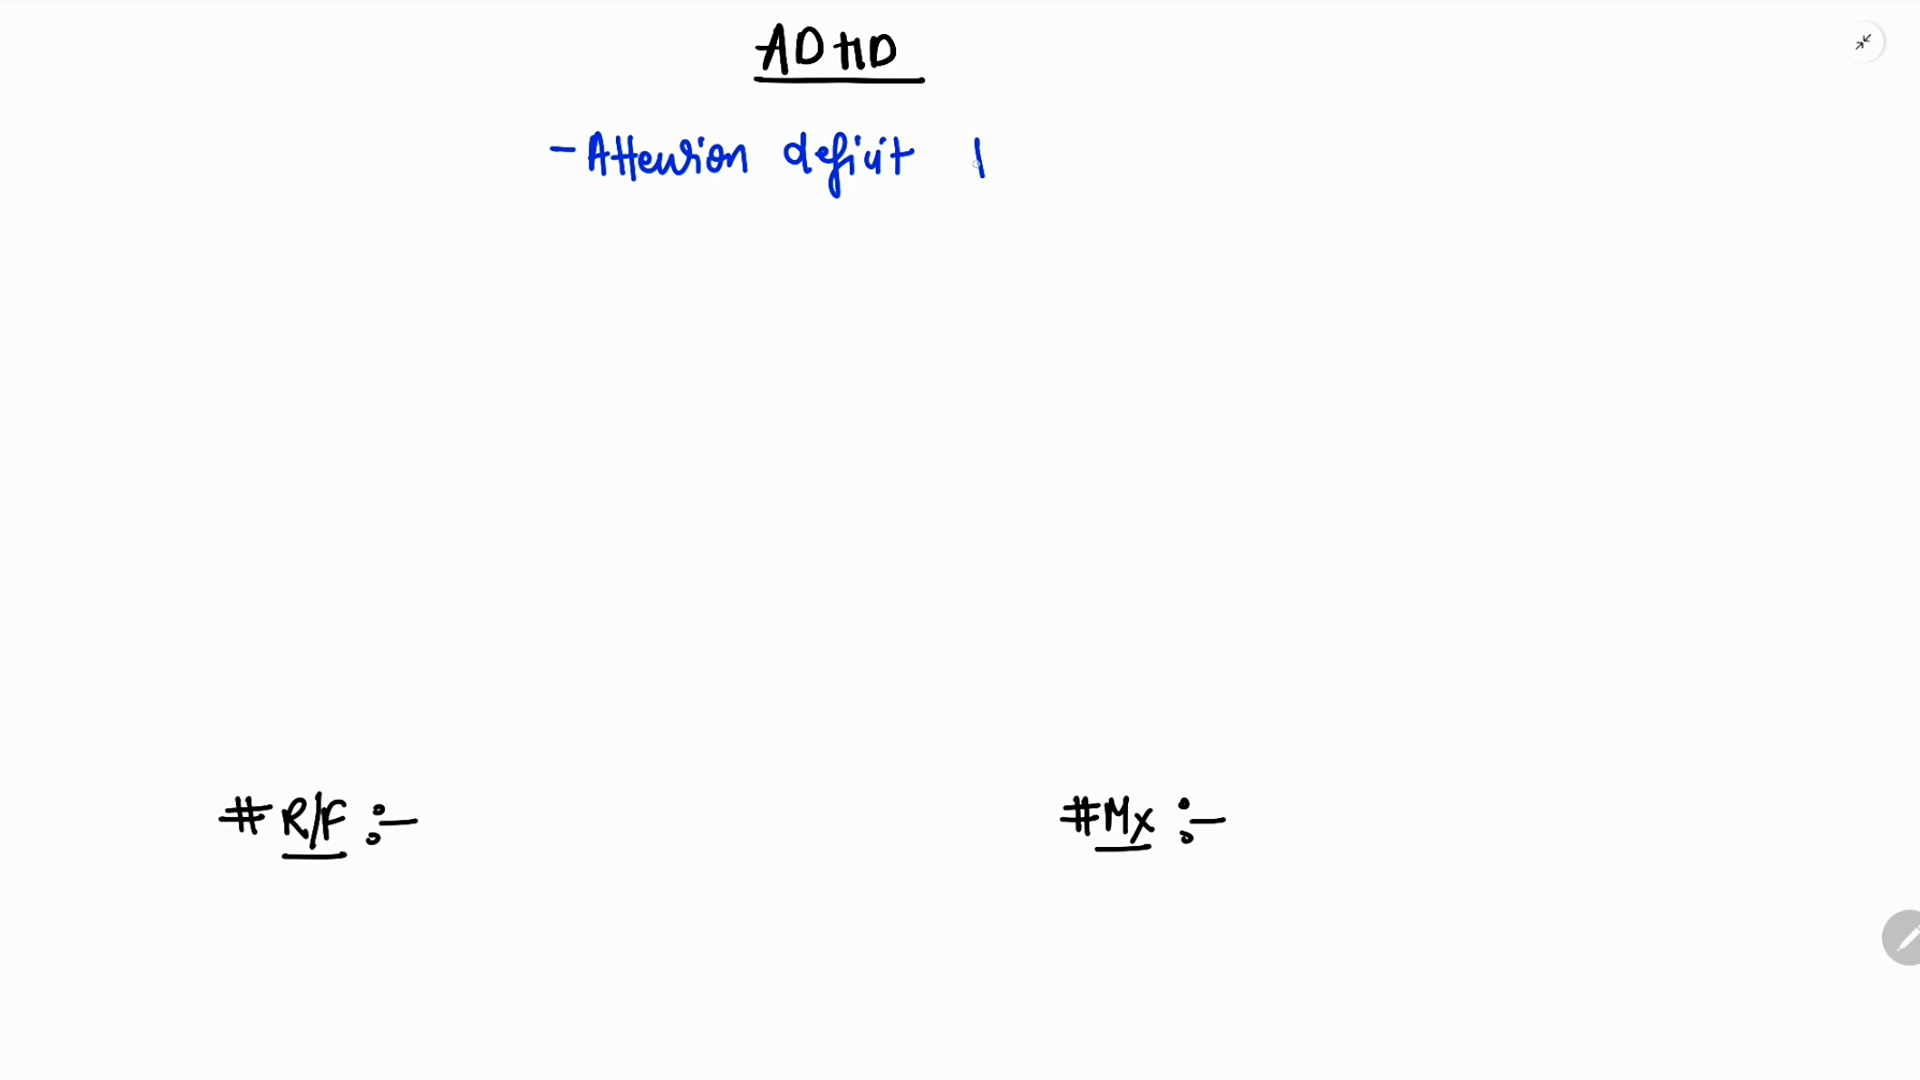 ADHD
- Attention deficit
# R/F :-
# Mx :-